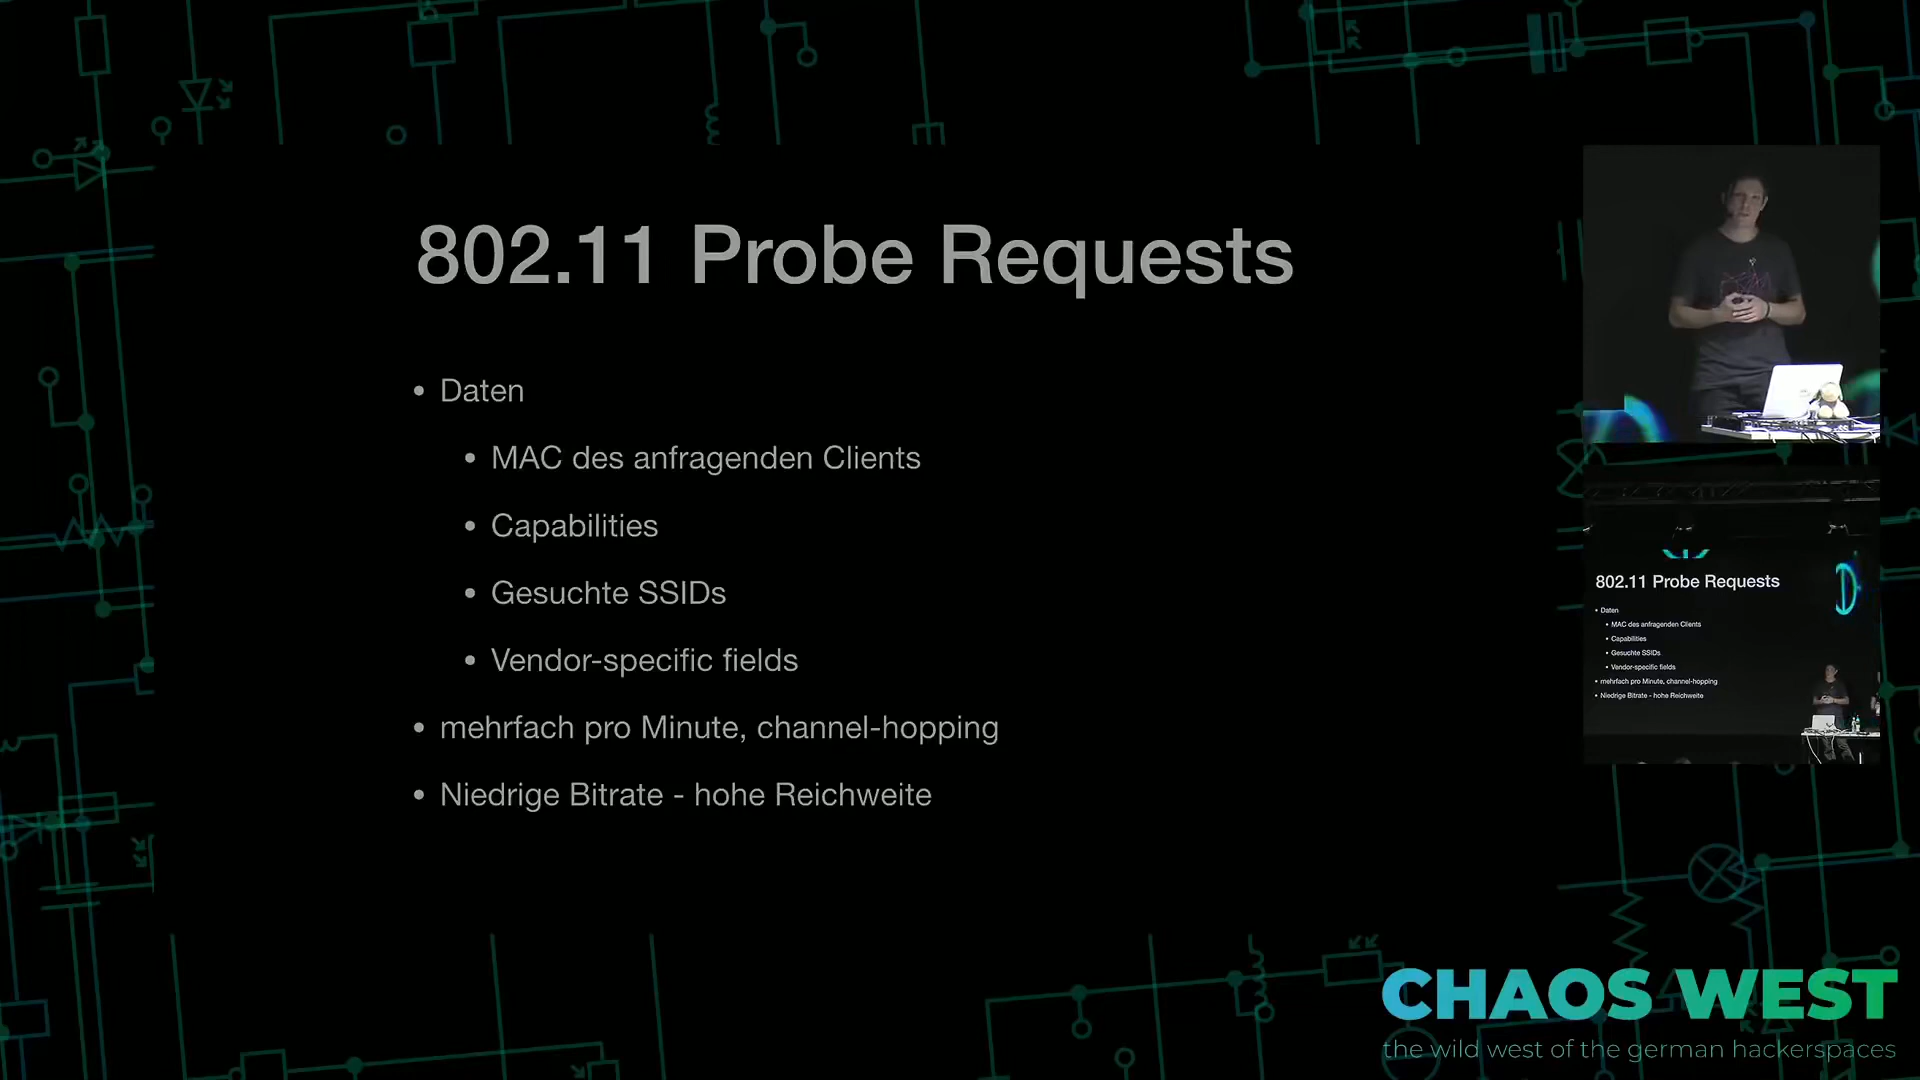 802.11 Probe Requests
• Daten
• MAC des anfragenden Clients
• Capabilities
• Gesuchte SSIDs
• Vendor-specific fields
• mehrfach pro Minute, channel-hopping
• Niedrige Bitrate - hohe Reichweite
802.11 Probe Requests
• Daten
• MAC des anfragenden Clients
• Capabilities
• Gesuchte SSIDs
• Vendor-specific fields
• mehrfach pro Minute, channel-hopping
• Niedrige Bitrate - hohe Reichweite
CHAOS WEST
the wild west of the german hackerspaces